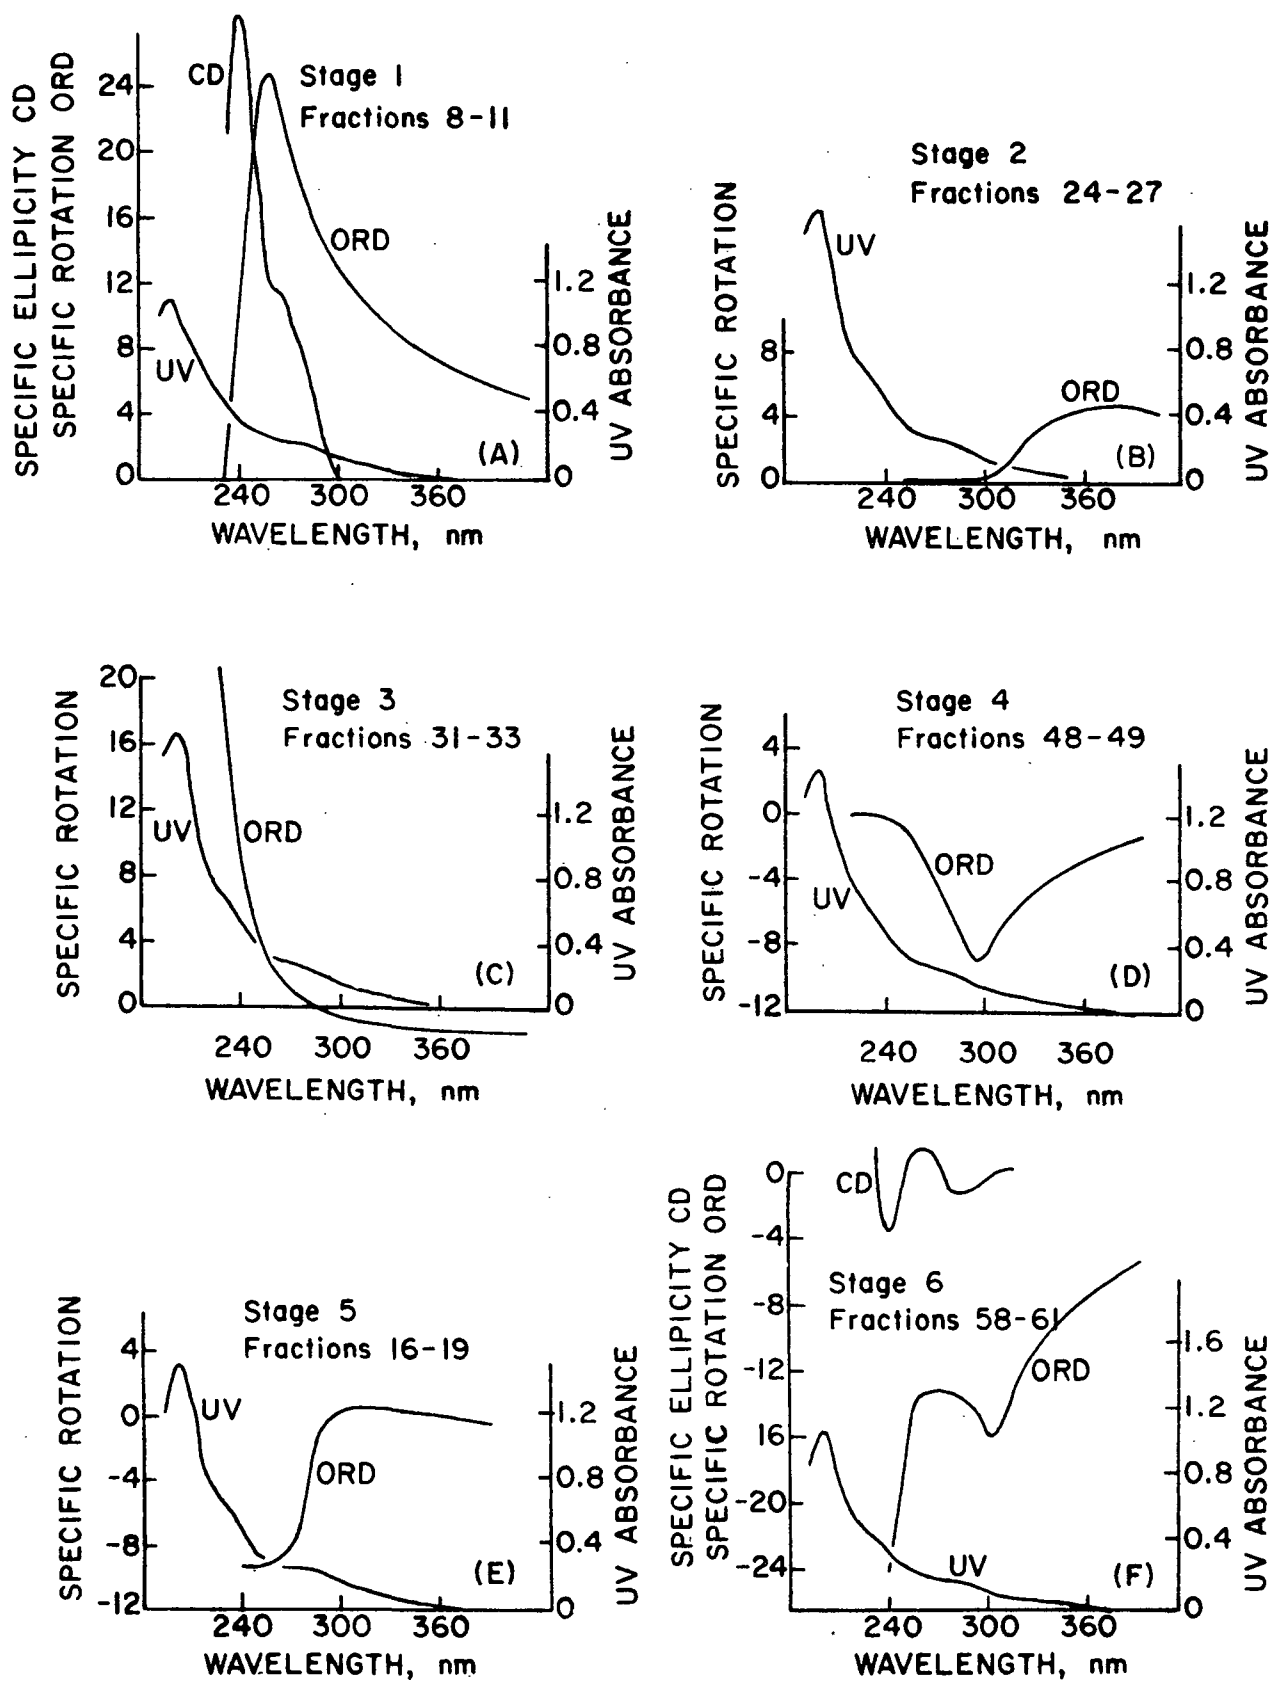 SPECIFIC ELLIPICITY CD
SPECIFIC ROTATION ORD
24
20
16
12
8
4
0
CD
Stage 1
Fractions 8-11
ORD
UV
(A)
1.2
0.8
0.4
0
UV ABSORBANCE
240 300 360
WAVELENGTH, nm
SPECIFIC ROTATION
8
4
0
Stage 2
Fractions 24-27
UV
ORD
(B)
1.2
0.8
0.4
0
UV ABSORBANCE
240 300 360
WAVELENGTH, nm
SPECIFIC ROTATION
20
16
12
8
4
0
Stage 3
Fractions 31-33
UV
ORD
(C)
1.2
0.8
0.4
0
UV ABSORBANCE
240 300 360
WAVELENGTH, nm
SPECIFIC ROTATION
4
0
-4
-8
-12
Stage 4
Fractions 48-49
ORD
UV
(D)
1.2
0.8
0.4
0
UV ABSORBANCE
240 300 360
WAVELENGTH, nm
SPECIFIC ROTATION
4
0
-4
-8
-12
Stage 5
Fractions 16-19
UV
ORD
(E)
1.2
0.8
0.4
0
UV ABSORBANCE
240 300 360
WAVELENGTH, nm
SPECIFIC ELLIPICITY CD
SPECIFIC ROTATION ORD
0
-4
-8
-12
16
-20
-24
CD
Stage 6
Fractions 58-61
ORD
UV
(F)
1.6
1.2
0.8
0.4
0
UV ABSORBANCE
240 300 360
WAVELENGTH, nm